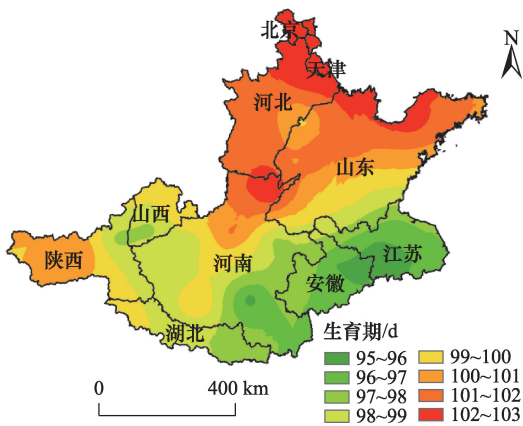 北京
N
天津
河北
山东
山西
陕西
河南
江苏
安徽
湖北
生育期/d
95~96
96~97
97~98
98~99
99~100
100~101
101~102
102~103
0 400 km